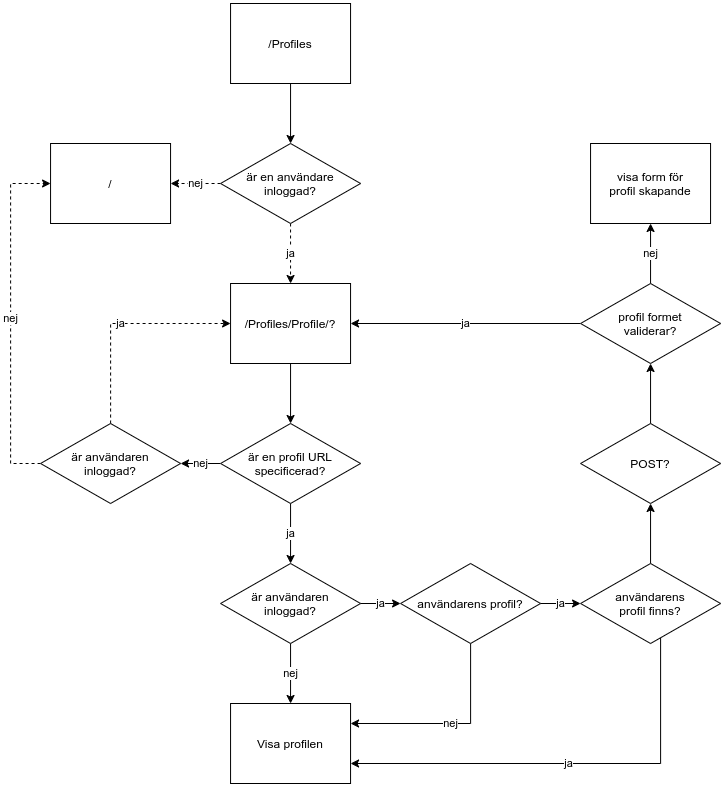 /Profiles
är en användare
inloggad?
nej
/
ja
visa form för
profil skapande
nej
/Profiles/Profile/?
ja
profil formet
validerar?
ja
nej
är användaren
inloggad?
nej
är en profil URL
specificerad?
POST?
ja
är användaren
inloggad?
ja
användarens profil?
ja
användarens
profil finns?
nej
Visa profilen
nej
ja